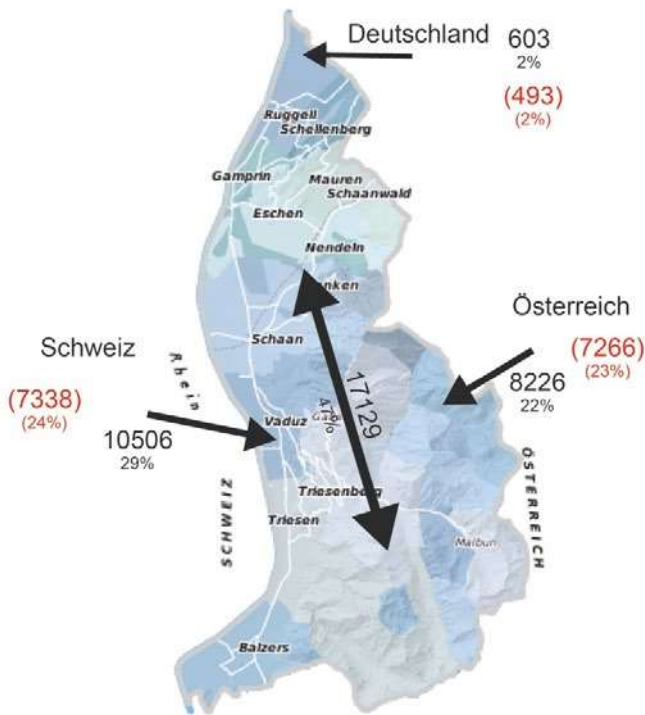 Deutschland 603
2%
(493)
(2%)
Ruggell
Schellenberg
Gamprin
Mauren
Schaanwald
Eschen
Nendeln
Österreich
(7266)
(23%)
8226
22%
Schaan
Schweiz
(7338)
(24%)
10506
29%
Rhein
17129
47%
Vaduz
Triesenberg
Triesen
SCHWEIZ
ÖSTERREICH
Malbun
Balzers